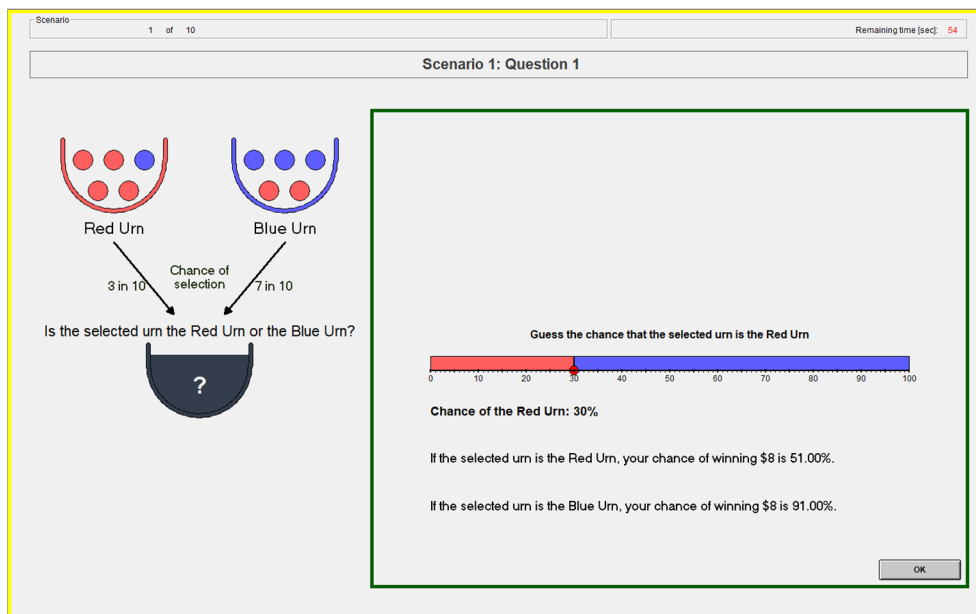 Scenario
1 of 10
Remaining time [sec]: 54
Scenario 1: Question 1
Red Urn
Blue Urn
Chance of
selection
3 in 10
7 in 10
Is the selected urn the Red Urn or the Blue Urn?
?
Guess the chance that the selected urn is the Red Urn
0 10 20 30 40 50 60 70 80 90 100
Chance of the Red Urn: 30%
If the selected urn is the Red Urn, your chance of winning $8 is 51.00%.
If the selected urn is the Blue Urn, your chance of winning $8 is 91.00%.
OK